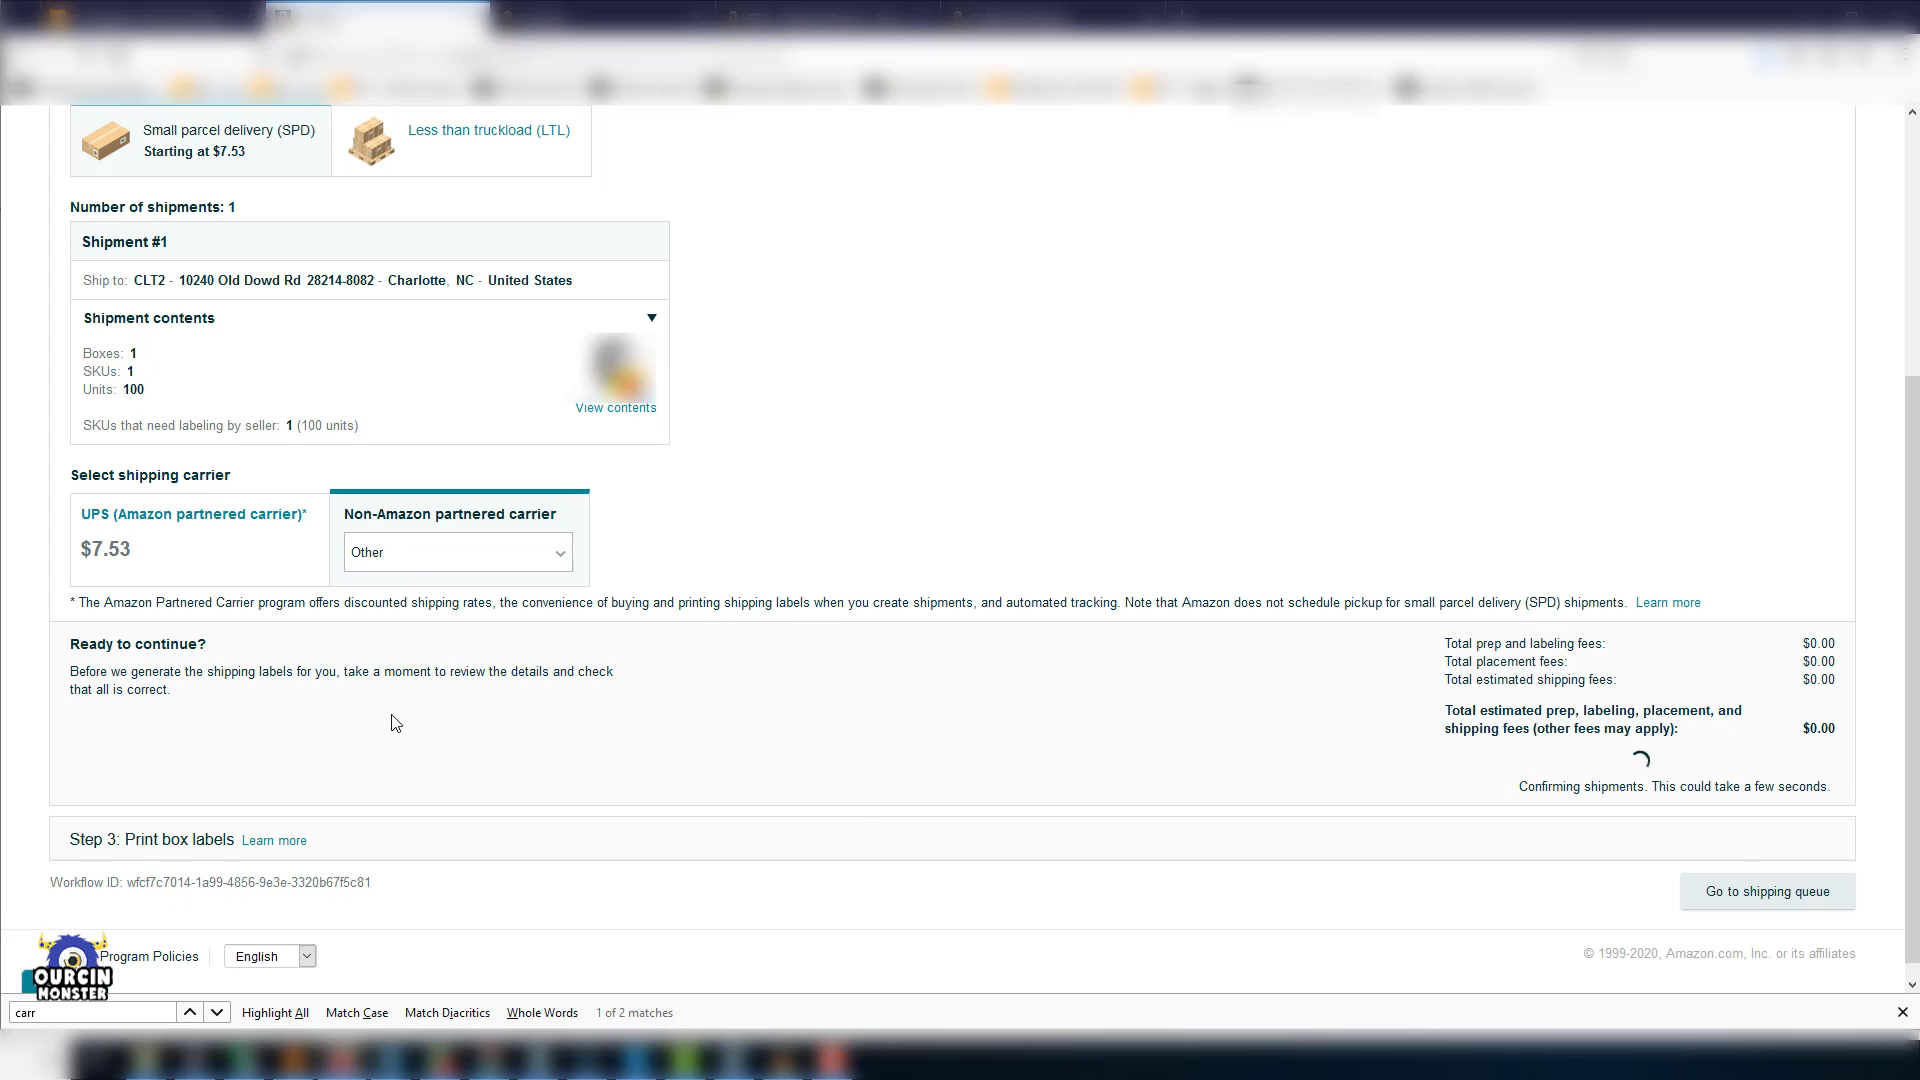 Small parcel delivery (SPD)
Starting at $7.53
Less than truckload (LTL)
Number of shipments: 1
Shipment #1
Ship to: CLT2 - 10240 Old Dowd Rd 28214-8082 - Charlotte, NC - United States
Shipment contents
Boxes: 1
SKUs: 1
Units: 100
View contents
SKUs that need labeling by seller: 1 (100 units)
Select shipping carrier
UPS (Amazon partnered carrier)*
$7.53
Non-Amazon partnered carrier
Other
* The Amazon Partnered Carrier program offers discounted shipping rates, the convenience of buying and printing shipping labels when you create shipments, and automated tracking. Note that Amazon does not schedule pickup for small parcel delivery (SPD) shipments. Learn more
Ready to continue?
Before we generate the shipping labels for you, take a moment to review the details and check
that all is correct.
Total prep and labeling fees: $0.00
Total placement fees: $0.00
Total estimated shipping fees: $0.00
Total estimated prep, labeling, placement, and
shipping fees (other fees may apply): $0.00
Confirming shipments. This could take a few seconds.
Step 3: Print box labels Learn more
Workflow ID: wfcf7c7014-1a99-4856-9e3e-3320b67f5c81
Go to shipping queue
Program Policies
English
© 1999-2020, Amazon.com, Inc. or its affiliates
OURCIN
MONSTER
carr
Highlight All
Match Case
Match Diacritics
Whole Words
1 of 2 matches